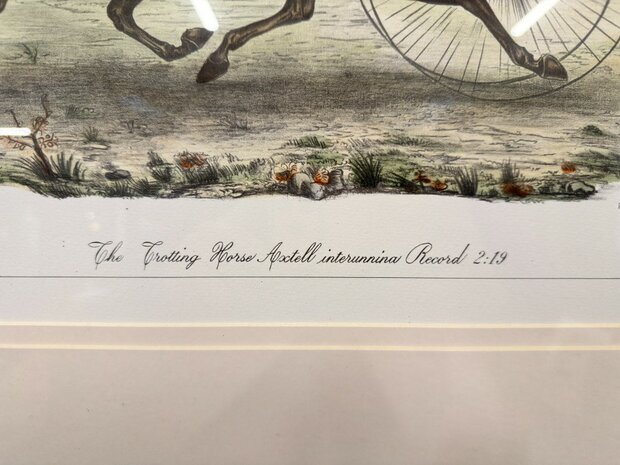 The Trotting Horse Axtell interunnina Record 2:19